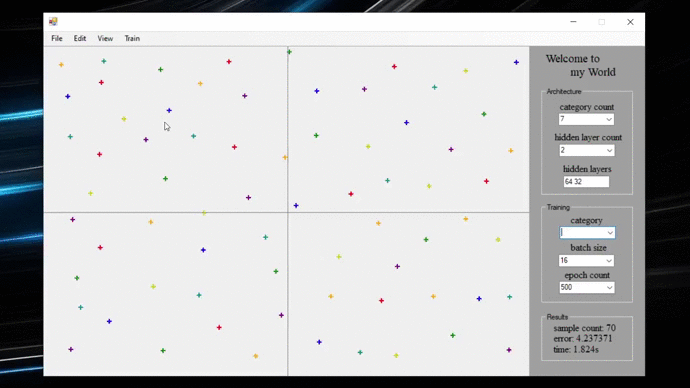 File Edit View Train
Welcome to
my World
Architecture
category count
7
hidden layer count
2
hidden layers
64 32
Training
category
batch size
16
epoch count
500
Results
sample count: 70
error: 4.237371
time: 1.824s